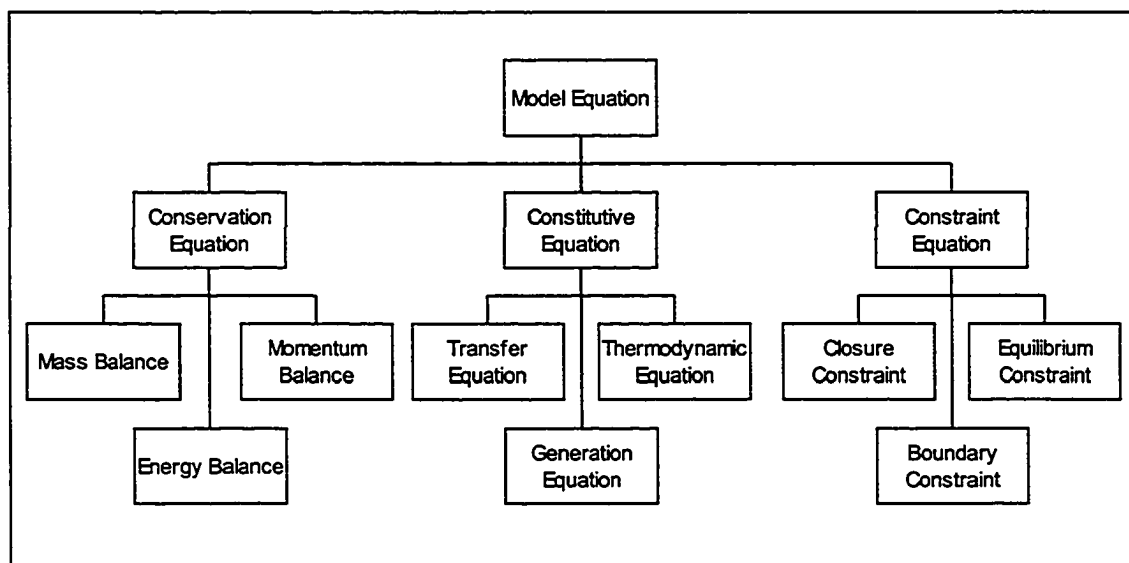 Model Equation
Conservation
Equation
Constitutive
Equation
Constraint
Equation
Mass Balance
Momentum
Balance
Transfer
Equation
Thermodynamic
Equation
Closure
Constraint
Equilibrium
Constraint
Energy Balance
Generation
Equation
Boundary
Constraint